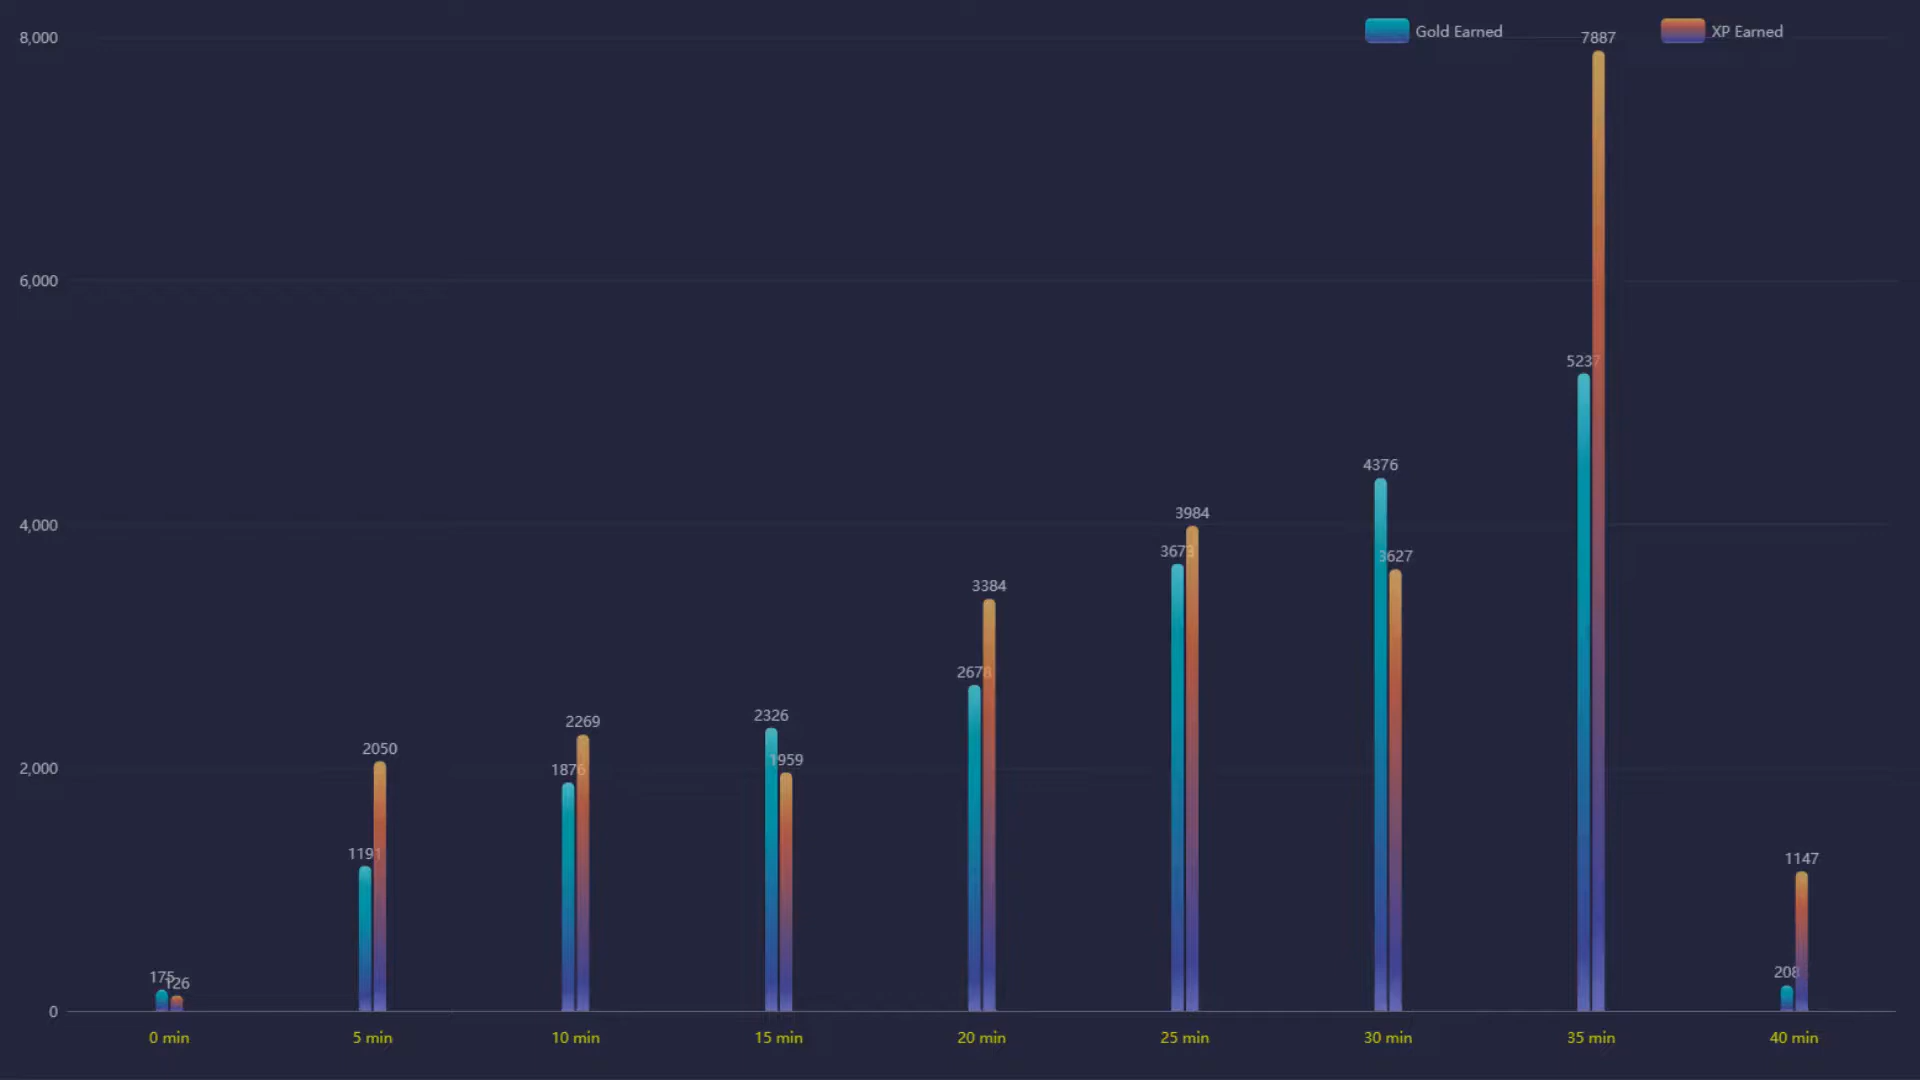 Gold Earned
XP Earned
8,000
6,000
4,000
2,000
0
175
126
1191
2050
1876
2269
2326
1959
2678
3384
3673
3984
4376
3627
5237
7887
208
1147
0 min
5 min
10 min
15 min
20 min
25 min
30 min
35 min
40 min